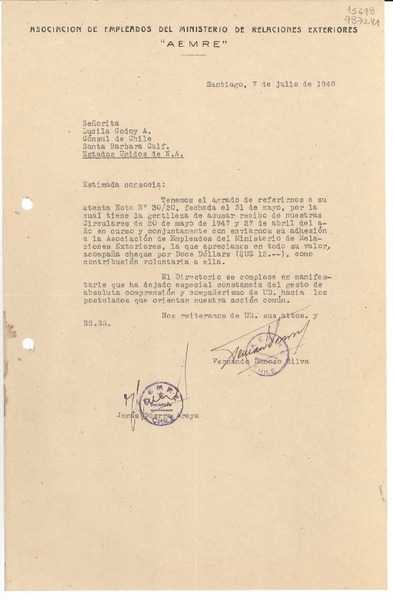 15698
987241
ASOCIACION DE EMPLEADOS DEL MINISTERIO DE RELACIONES EXTERIORES
"AEMRE"
Santiago, 7 de julio de 1948
Señorita
Lucila Godoy A.
Cónsul de Chile
Santa Barbara Calf.
Estados Unidos de N.A.
Estimada consocia:
Tenemos el agrado de referirnos a su
atenta Nota Nº 30/20, fechada el 31 de mayo, por la
cual tiene la gentileza de acusar recibo de nuestras
Circulares de 20 de mayo de 1947 y 27 de abril del a-
ño en curso y conjuntamente con enviarnos su adhesión
a la Asociación de Empleados del Ministerio de Rela-
ciones Exteriores, la que apreciamos en todo su valor,
acompaña cheque por Doce Dóllars ($US 12.--), como
contribución voluntaria a ella.
El Directorio se complace en manifes-
tarle que ha dejado especial constancia del gesto de
absoluta comprensión y compañerismo de UD. hacia los
postulados que orientan nuestra acción común.
Nos reiteramos de UD. sus attos. y
SS.SS.
Fernando Donoso Silva
AEMRE
CHILE
AEMRE
CHILE
Jorge Sierra Araya